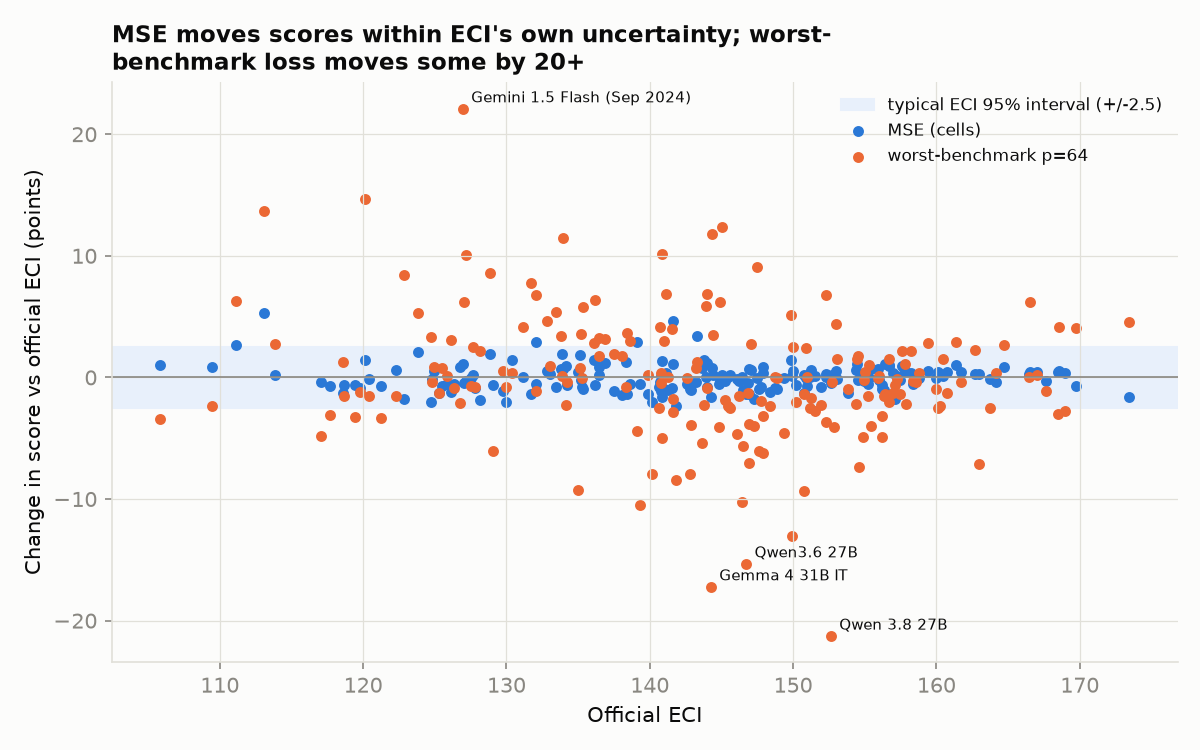 MSE moves scores within ECI's own uncertainty; worst-
benchmark loss moves some by 20+
Gemini 1.5 Flash (Sep 2024)
typical ECI 95% interval (+/-2.5)
MSE (cells)
worst-benchmark p=64
Change in score vs official ECI (points)
20
10
0
−10
−20
Qwen3.6 27B
Gemma 4 31B IT
Qwen 3.8 27B
110 120 130 140 150 160 170
Official ECI